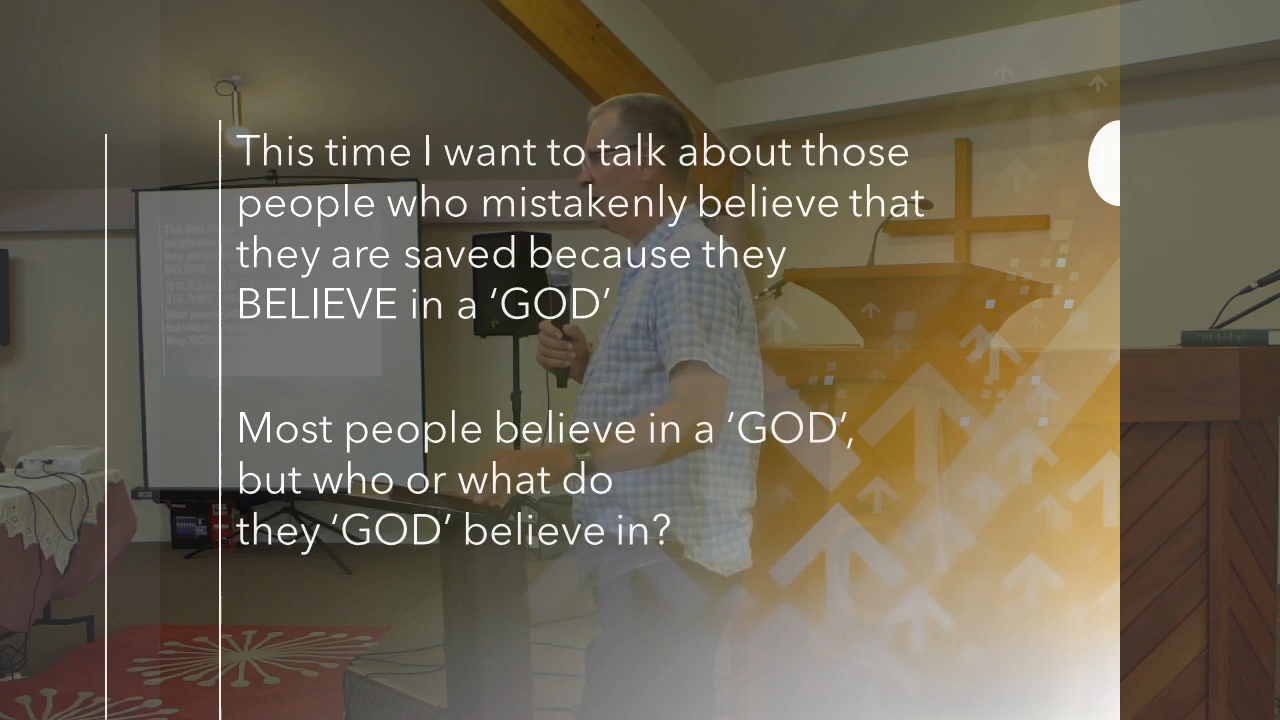 This time I want to talk about those
people who mistakenly believe that
they are saved because they
BELIEVE in a ‘GOD’
Most people believe in a ‘GOD’,
but who or what do
they ‘GOD’ believe in?